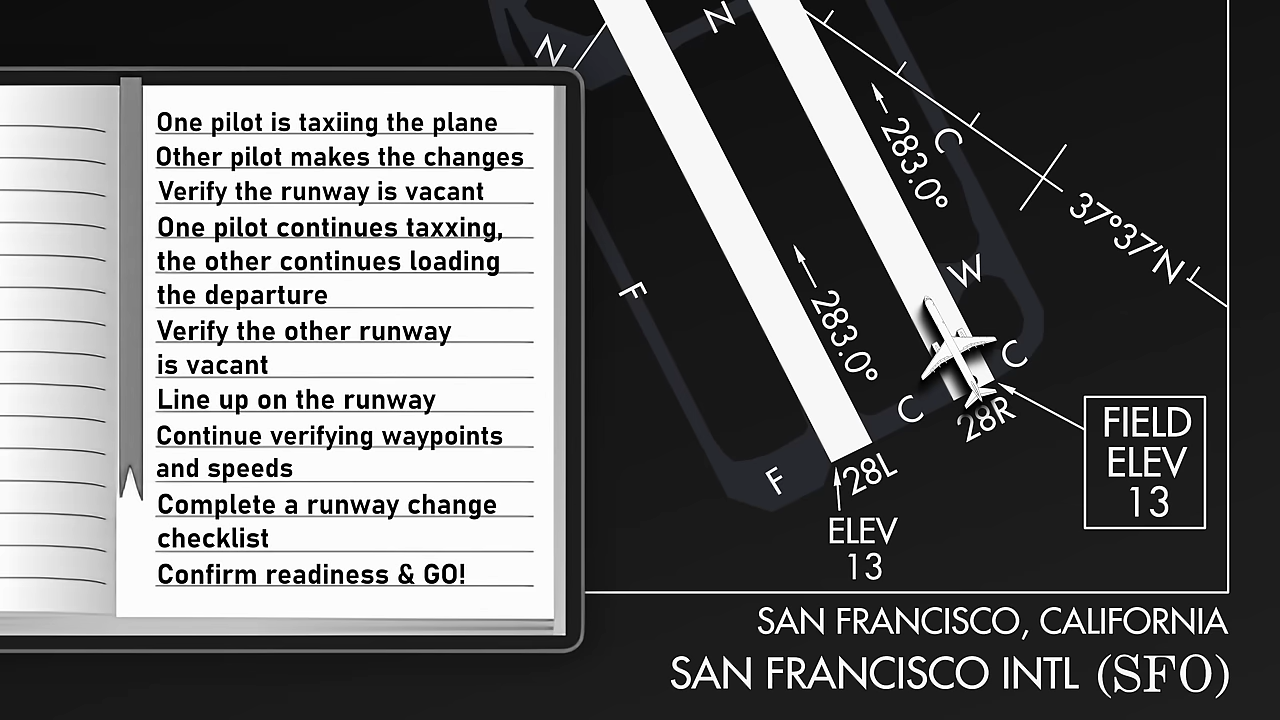 One pilot is taxiing the plane
Other pilot makes the changes
Verify the runway is vacant
One pilot continues taxxing,
the other continues loading
the departure
Verify the other runway
is vacant
Line up on the runway
Continue verifying waypoints
and speeds
Complete a runway change
checklist
Confirm readiness & GO!
N
N
283.0°
C
37°37'N
W
F
283.0°
C
C
28R
F
28L
ELEV
13
FIELD
ELEV
13
SAN FRANCISCO, CALIFORNIA
SAN FRANCISCO INTL (SFO)